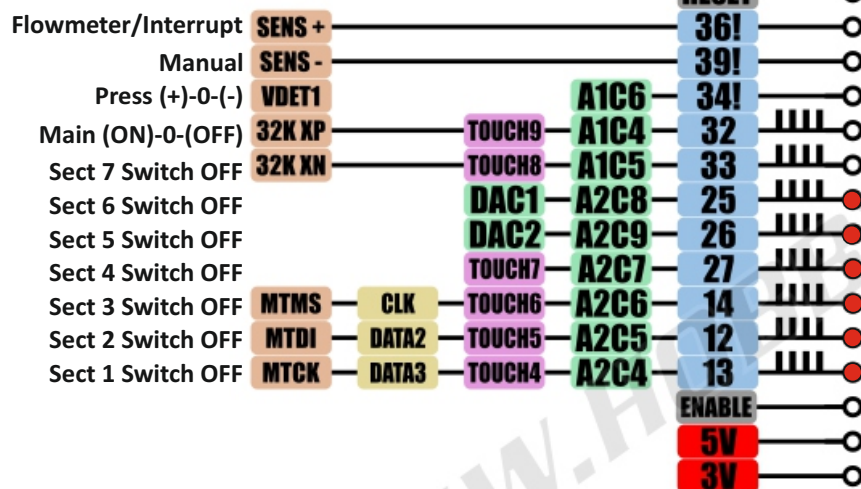 RESET
Flowmeter/Interrupt SENS + 36!
Manual SENS - 39!
Press (+)-0-(-) VDET1 A1C6 34!
Main (ON)-0-(OFF) 32K XP TOUCH9 A1C4 32
Sect 7 Switch OFF 32K XN TOUCH8 A1C5 33
Sect 6 Switch OFF DAC1 A2C8 25
Sect 5 Switch OFF DAC2 A2C9 26
Sect 4 Switch OFF TOUCH7 A2C7 27
Sect 3 Switch OFF MTMS CLK TOUCH6 A2C6 14
Sect 2 Switch OFF MTDI DATA2 TOUCH5 A2C5 12
Sect 1 Switch OFF MTCK DATA3 TOUCH4 A2C4 13
ENABLE
5V
3V